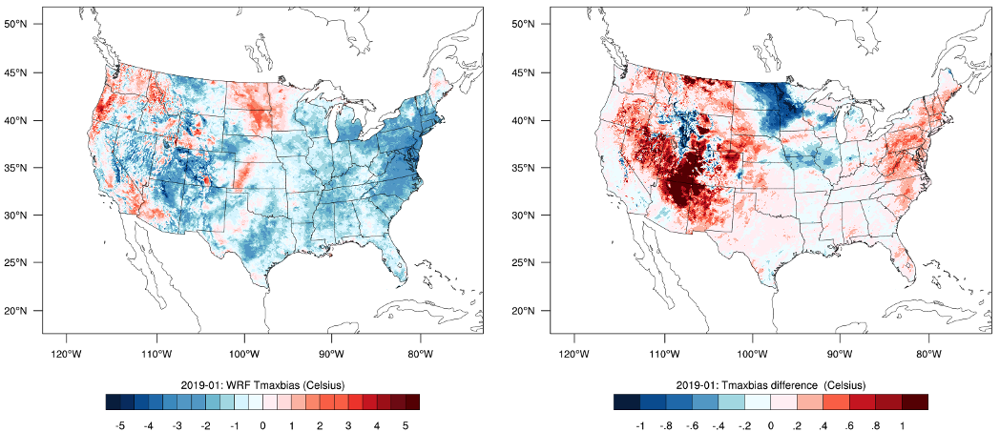 50°N
45°N
40°N
35°N
30°N
25°N
20°N
120°W 110°W 100°W 90°W 80°W
2019-01: WRF Tmaxbias (Celsius)
-5 -4 -3 -2 -1 0 1 2 3 4 5
50°N
45°N
40°N
35°N
30°N
25°N
20°N
120°W 110°W 100°W 90°W 80°W
2019-01: Tmaxbias difference (Celsius)
-1 -.8 -.6 -.4 -.2 0 .2 .4 .6 .8 1